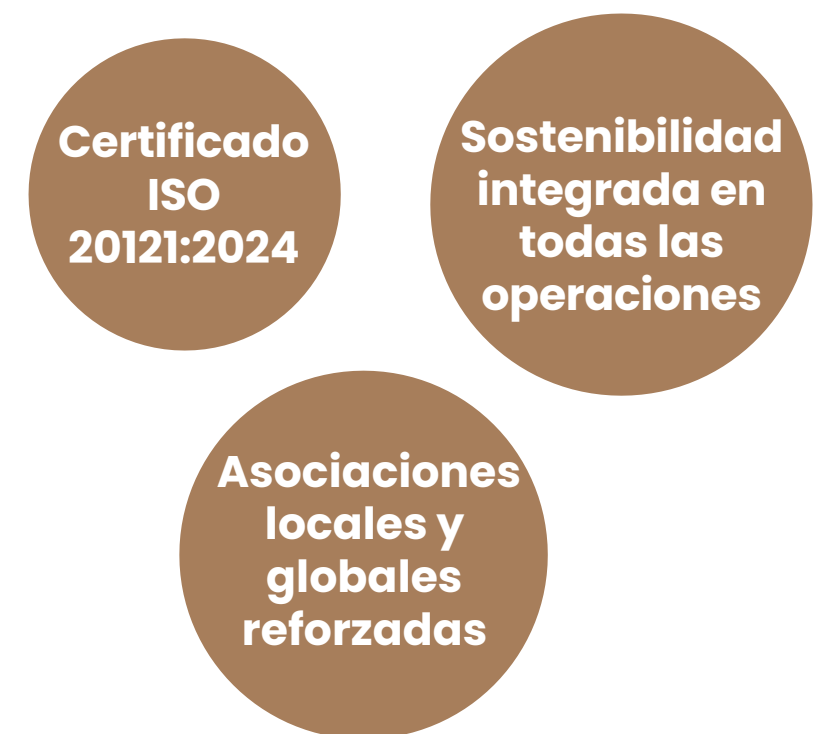 Certificado
ISO
20121:2024
Sostenibilidad
integrada en
todas las
operaciones
Asociaciones
locales y
globales
reforzadas